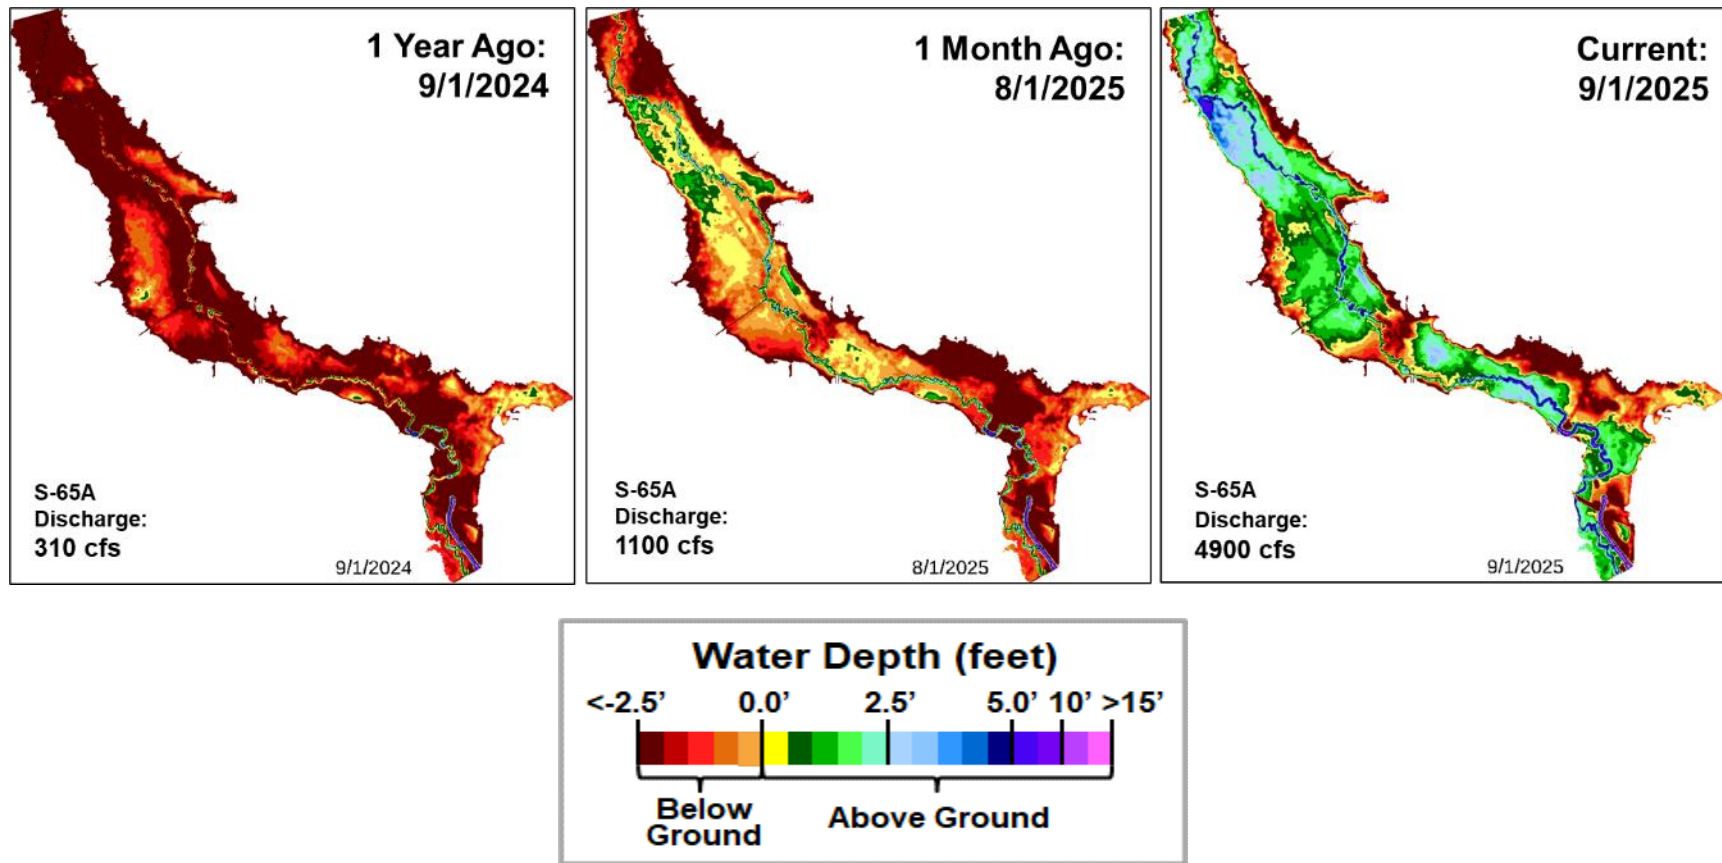 1 Year Ago:
9/1/2024
S-65A
Discharge:
310 cfs
9/1/2024
1 Month Ago:
8/1/2025
S-65A
Discharge:
1100 cfs
8/1/2025
Current:
9/1/2025
S-65A
Discharge:
4900 cfs
9/1/2025
Water Depth (feet)
<-2.5’ 0.0’ 2.5’ 5.0’ 10’ >15’
Below
Ground
Above Ground